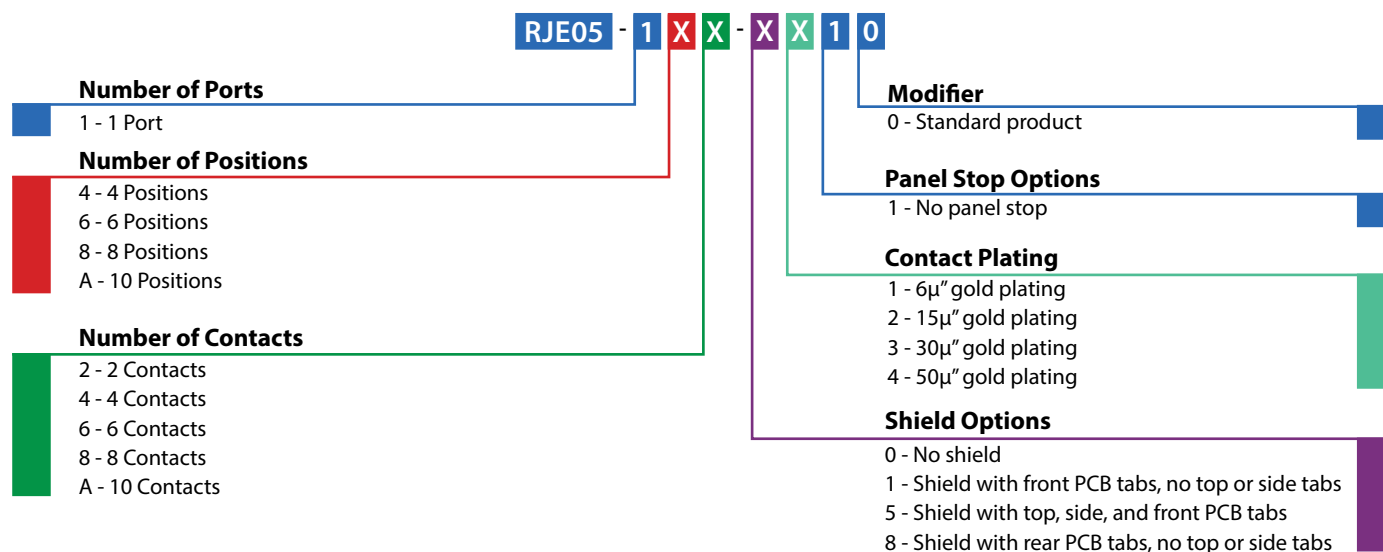 RJE05 - 1 X X - X X 1 0
Number of Ports
1 - 1 Port
Number of Positions
4 - 4 Positions
6 - 6 Positions
8 - 8 Positions
A - 10 Positions
Number of Contacts
2 - 2 Contacts
4 - 4 Contacts
6 - 6 Contacts
8 - 8 Contacts
A - 10 Contacts
Modifier
0 - Standard product
Panel Stop Options
1 - No panel stop
Contact Plating
1 - 6µ” gold plating
2 - 15µ” gold plating
3 - 30µ” gold plating
4 - 50µ” gold plating
Shield Options
0 - No shield
1 - Shield with front PCB tabs, no top or side tabs
5 - Shield with top, side, and front PCB tabs
8 - Shield with rear PCB tabs, no top or side tabs